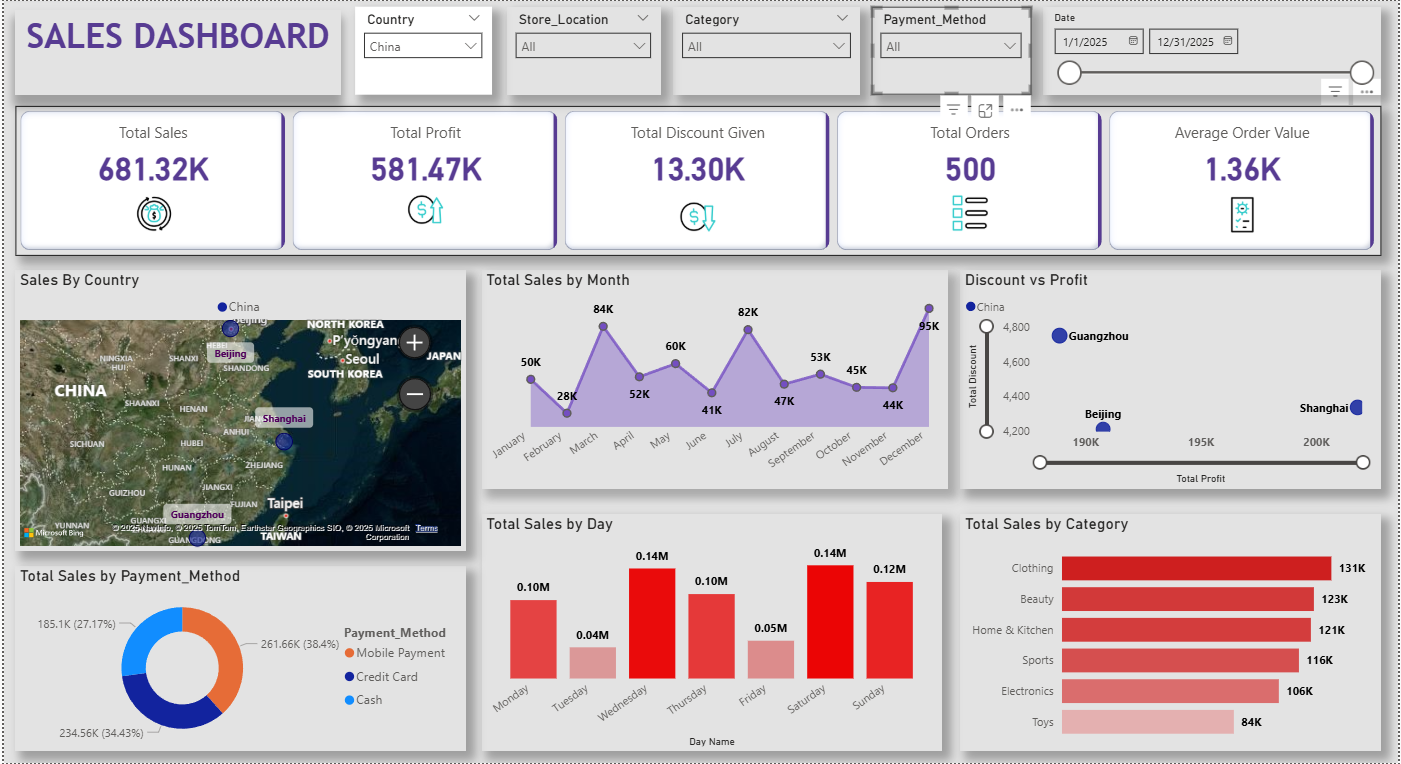 SALES DASHBOARD
Country
China
Store_Location
All
Category
All
Payment_Method
All
Date
1/1/2025
12/31/2025
Total Sales
681.32K
Total Profit
581.47K
Total Discount Given
13.30K
Total Orders
500
Average Order Value
1.36K
Sales By Country
China
Beijing
NORTH KOREA
P'yŏngyang
Seoul
SOUTH KOREA
JAPAN
NINGXIA
HUI
SHANXI
HEBEI
Beijing
SHANDONG
CHINA
SHAANXI
HENAN
Shanghai
ANHUI
SICHUAN
HUBEI
ZHEJIANG
HUNAN
JIANGXI
GUIZHOU
FUJIAN
Taipei
Guangzhou
YUNNAN
GUANGXI
GUANGDONG
TAIWAN
Microsoft Bing
© 2025 TomTom, Earthstar Geographics SIO, © 2025 Microsoft Corporation
Terms
Total Sales by Month
50K
28K
84K
52K
60K
41K
82K
47K
53K
45K
44K
95K
January
February
March
April
May
June
July
August
September
October
November
December
Discount vs Profit
China
Total Discount
4,800
4,600
4,400
4,200
Guangzhou
Beijing
Shanghai
190K
195K
200K
Total Profit
Total Sales by Payment_Method
185.1K (27.17%)
261.66K (38.4%)
234.56K (34.43%)
Payment_Method
Mobile Payment
Credit Card
Cash
Total Sales by Day
0.10M
0.04M
0.14M
0.10M
0.05M
0.14M
0.12M
Monday
Tuesday
Wednesday
Thursday
Friday
Saturday
Sunday
Day Name
Total Sales by Category
Clothing 131K
Beauty 123K
Home & Kitchen 121K
Sports 116K
Electronics 106K
Toys 84K